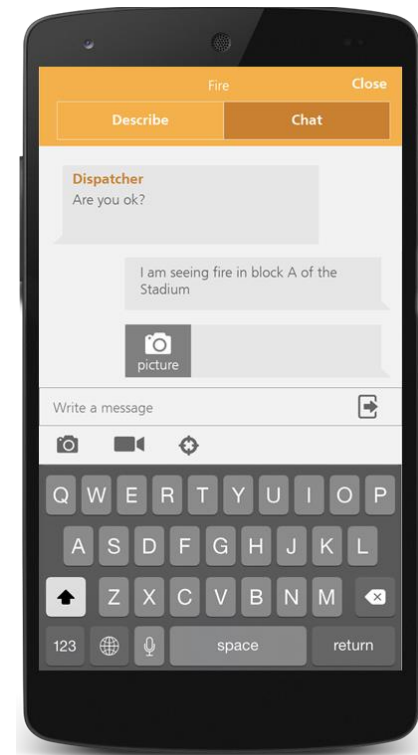 Fire
Close
Describe
Chat
Dispatcher
Are you ok?
I am seeing fire in block A of the
Stadium
picture
Write a message
Q W E R T Y U I O P
A S D F G H J K L
Z X C V B N M
123
space
return